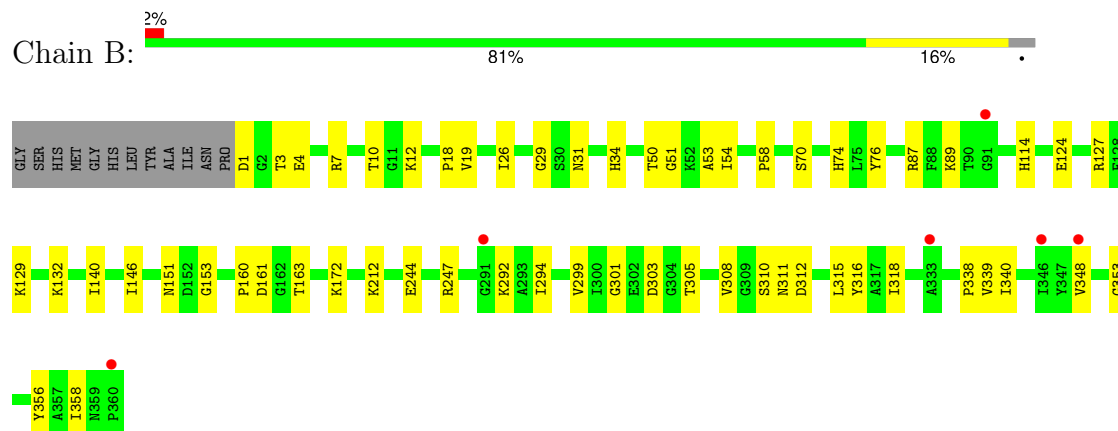 2%
Chain B:
81% 16% •
GLY SER HIS MET GLY HIS LEU TYR ALA ILE ASN PRO D1 G2 T3 E4 R7 T10 G11 K12 P18 V19 I26 G29 S30 N31 H34 T50 G51 K52 A53 I54 P58 S70 H74 L75 Y76 R87 F88 K89 T90 G91 H114 E124 R127 E128
K129 K132 I140 I146 N151 D152 G153 P160 D161 G162 T163 K172 K212 E244 R247 G291 K292 A293 I294 V299 I300 G301 E302 D303 G304 T305 V308 G309 S310 N311 D312 L315 Y316 A317 I318 A333 P338 V339 I340 I346 Y347 V348 G353
Y356 A357 I358 N359 P360